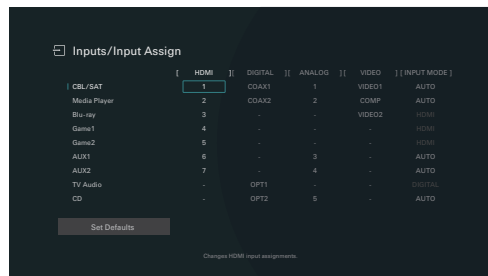 Inputs/Input Assign
[ HDMI ][ DIGITAL ][ ANALOG ][ VIDEO ][ INPUT MODE ]
CBL/SAT 1 COAX1 1 VIDEO1 AUTO
Media Player 2 COAX2 2 COMP AUTO
Blu-ray 3 - - VIDEO2 HDMI
Game1 4 - - - HDMI
Game2 5 - - - HDMI
AUX1 6 - 3 - AUTO
AUX2 7 - 4 - AUTO
TV Audio - OPT1 - - DIGITAL
CD - OPT2 5 - AUTO
Set Defaults
Changes HDMI input assignments.